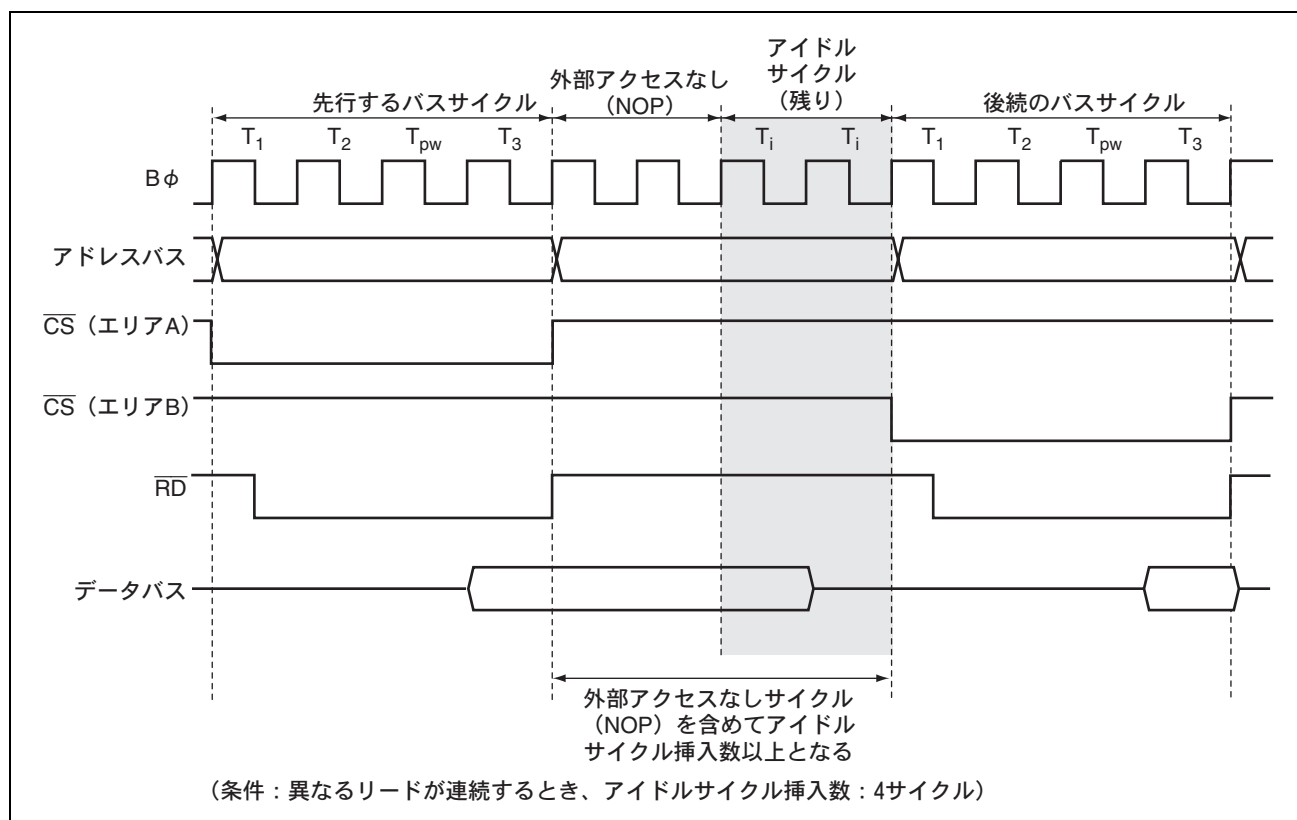 アイドル
サイクル
（残り）
外部アクセスなし
（NOP）
先行するバスサイクル
後続のバスサイクル
T1 T2 Tpw T3 Ti Ti T1 T2 Tpw T3
Bφ
アドレスバス
CS（エリアA）
CS（エリアB）
RD
データバス
外部アクセスなしサイクル
（NOP）を含めてアイドル
サイクル挿入数以上となる
（条件：異なるリードが連続するとき、アイドルサイクル挿入数：4サイクル）